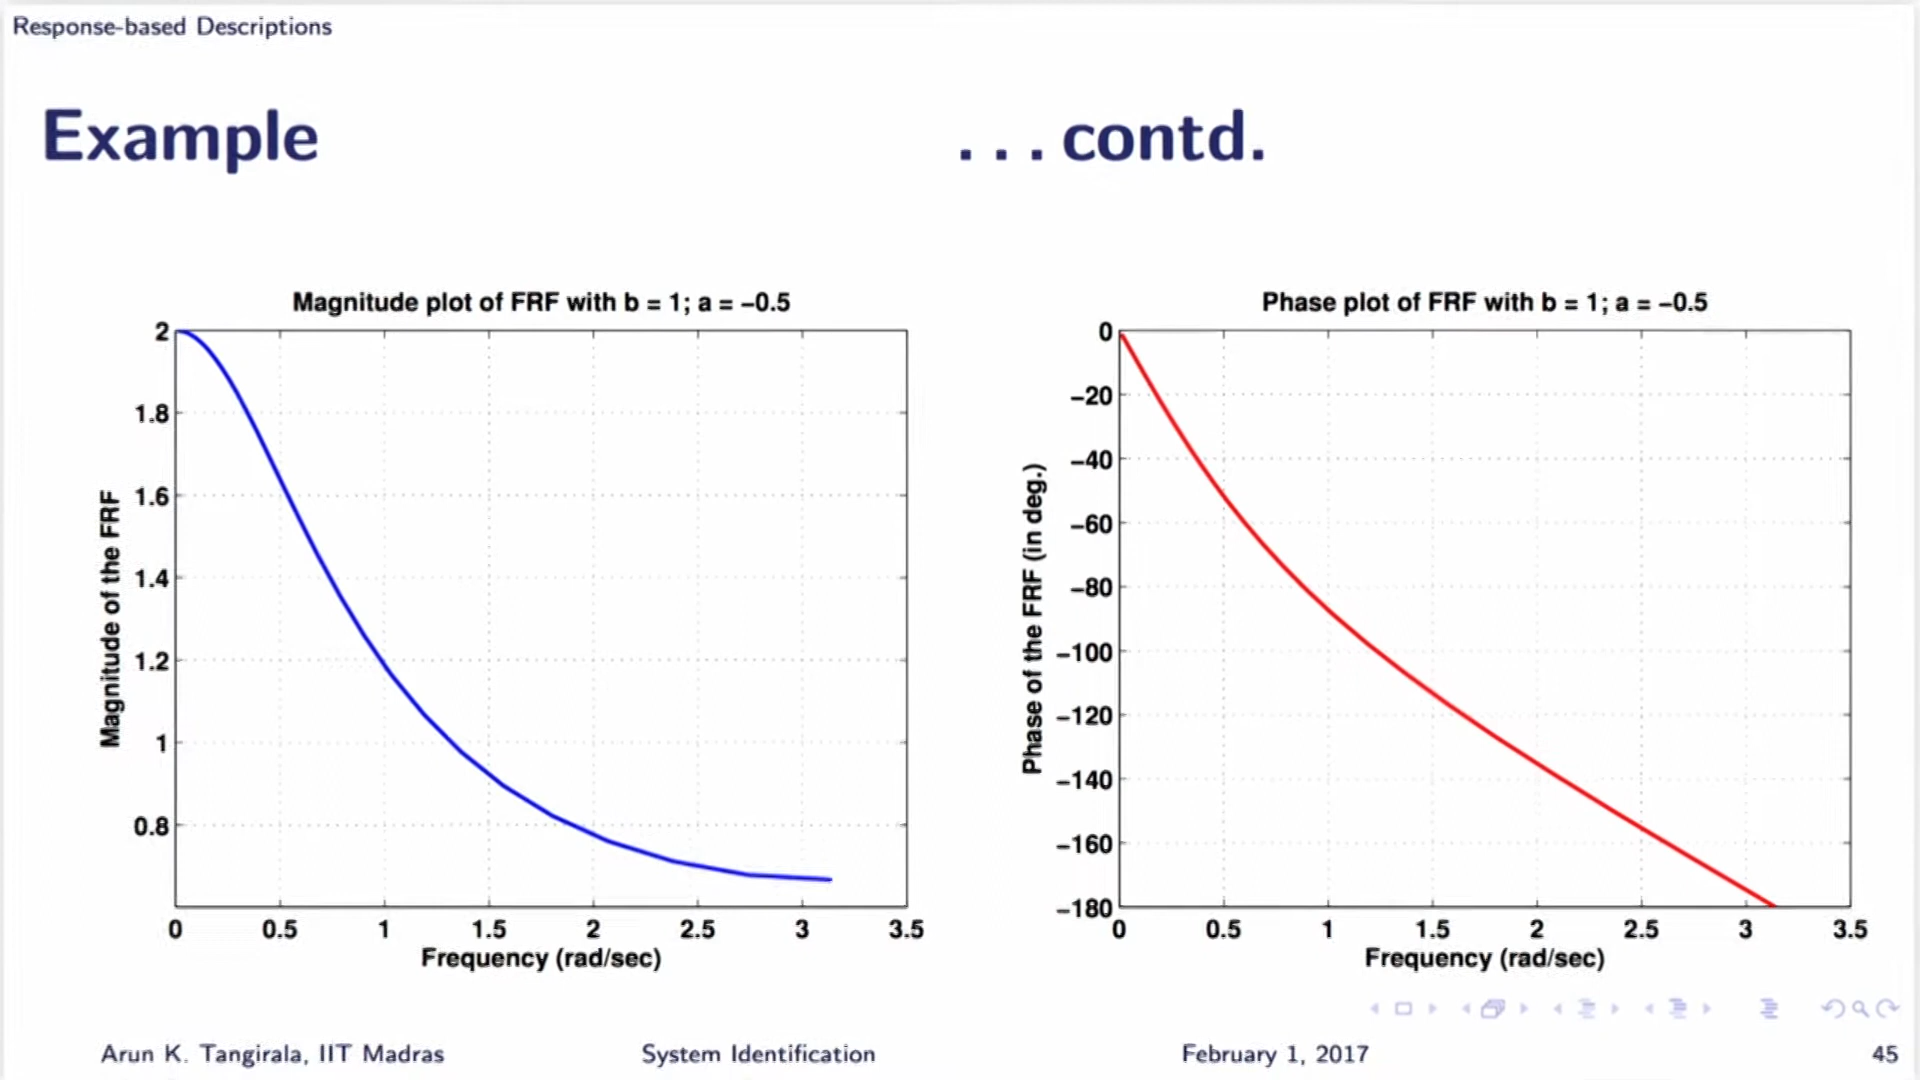 Response-based Descriptions
Example ...contd.
Magnitude plot of FRF with b = 1; a = −0.5
Magnitude of the FRF
2
1.8
1.6
1.4
1.2
1
0.8
0 0.5 1 1.5 2 2.5 3 3.5
Frequency (rad/sec)
Phase plot of FRF with b = 1; a = −0.5
Phase of the FRF (in deg.)
0
−20
−40
−60
−80
−100
−120
−140
−160
−180
0 0.5 1 1.5 2 2.5 3 3.5
Frequency (rad/sec)
Arun K. Tangirala, IIT Madras System Identification February 1, 2017 45